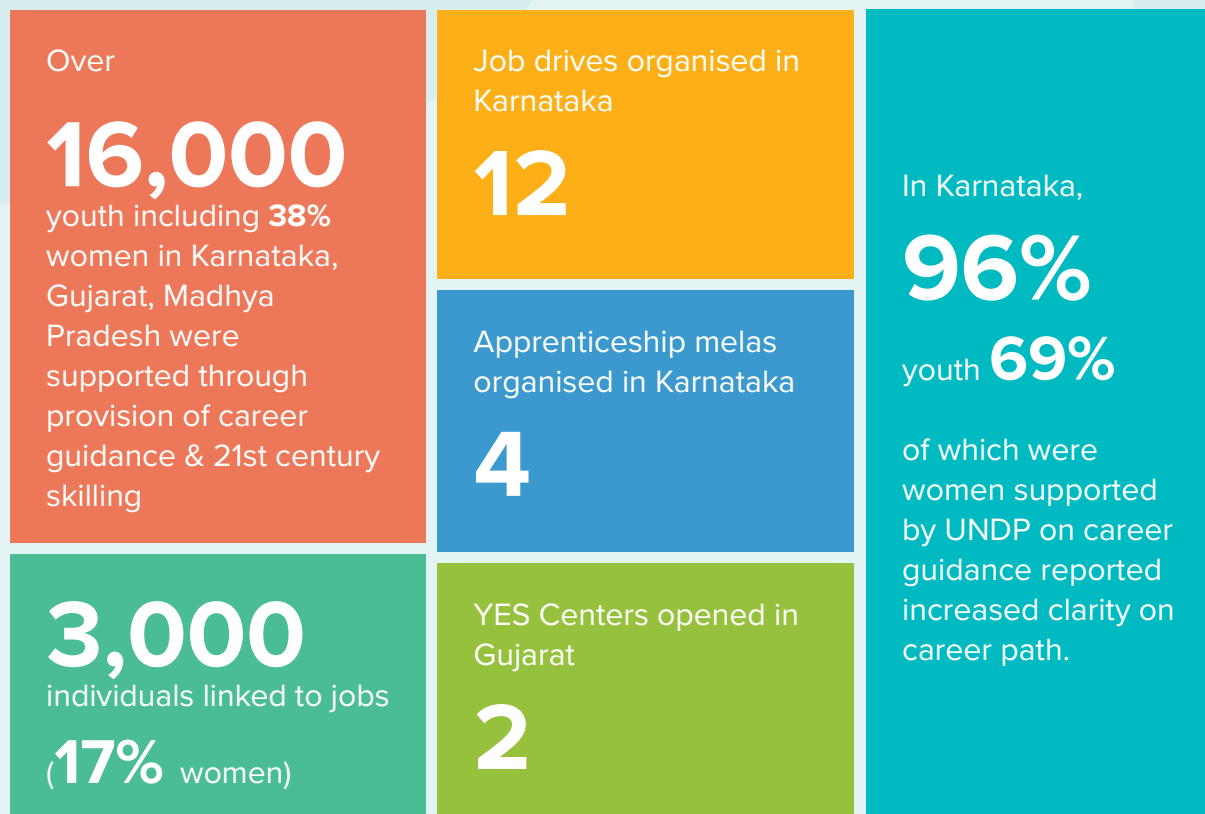 Over
16,000
youth including 38%
women in Karnataka,
Gujarat, Madhya
Pradesh were
supported through
provision of career
guidance & 21st century
skilling
3,000
individuals linked to jobs
(17% women)
Job drives organised in
Karnataka
12
Apprenticeship melas
organised in Karnataka
4
YES Centers opened in
Gujarat
2
In Karnataka,
96%
youth 69%
of which were
women supported
by UNDP on career
guidance reported
increased clarity on
career path.